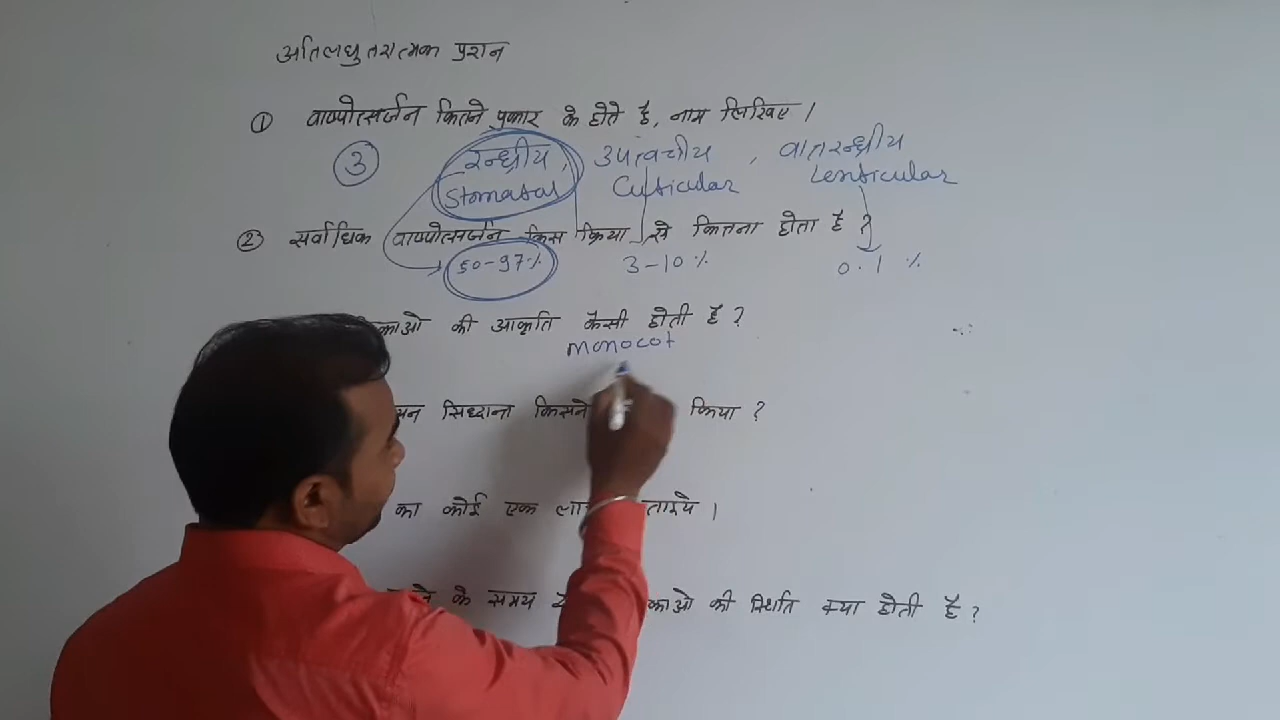 अतिलघुतरात्मक प्रशन
① वाष्पोत्सर्जन कितने प्रकार के होते है, नाम लिखिए।
③ रन्ध्रीय, उपत्वचीय, वातरन्ध्रीय
Stomatal Cuticular Lenticular
② सर्वाधिक वाष्पोत्सर्जन किस क्रिया से कितना होता है ?
50-97% 3-10% 0.1 %
की आकृति कैसी होती है ?
monocot
सिध्दान्त किसने किया ?
का कोई एक
के समय की स्थिति क्या होती है ?